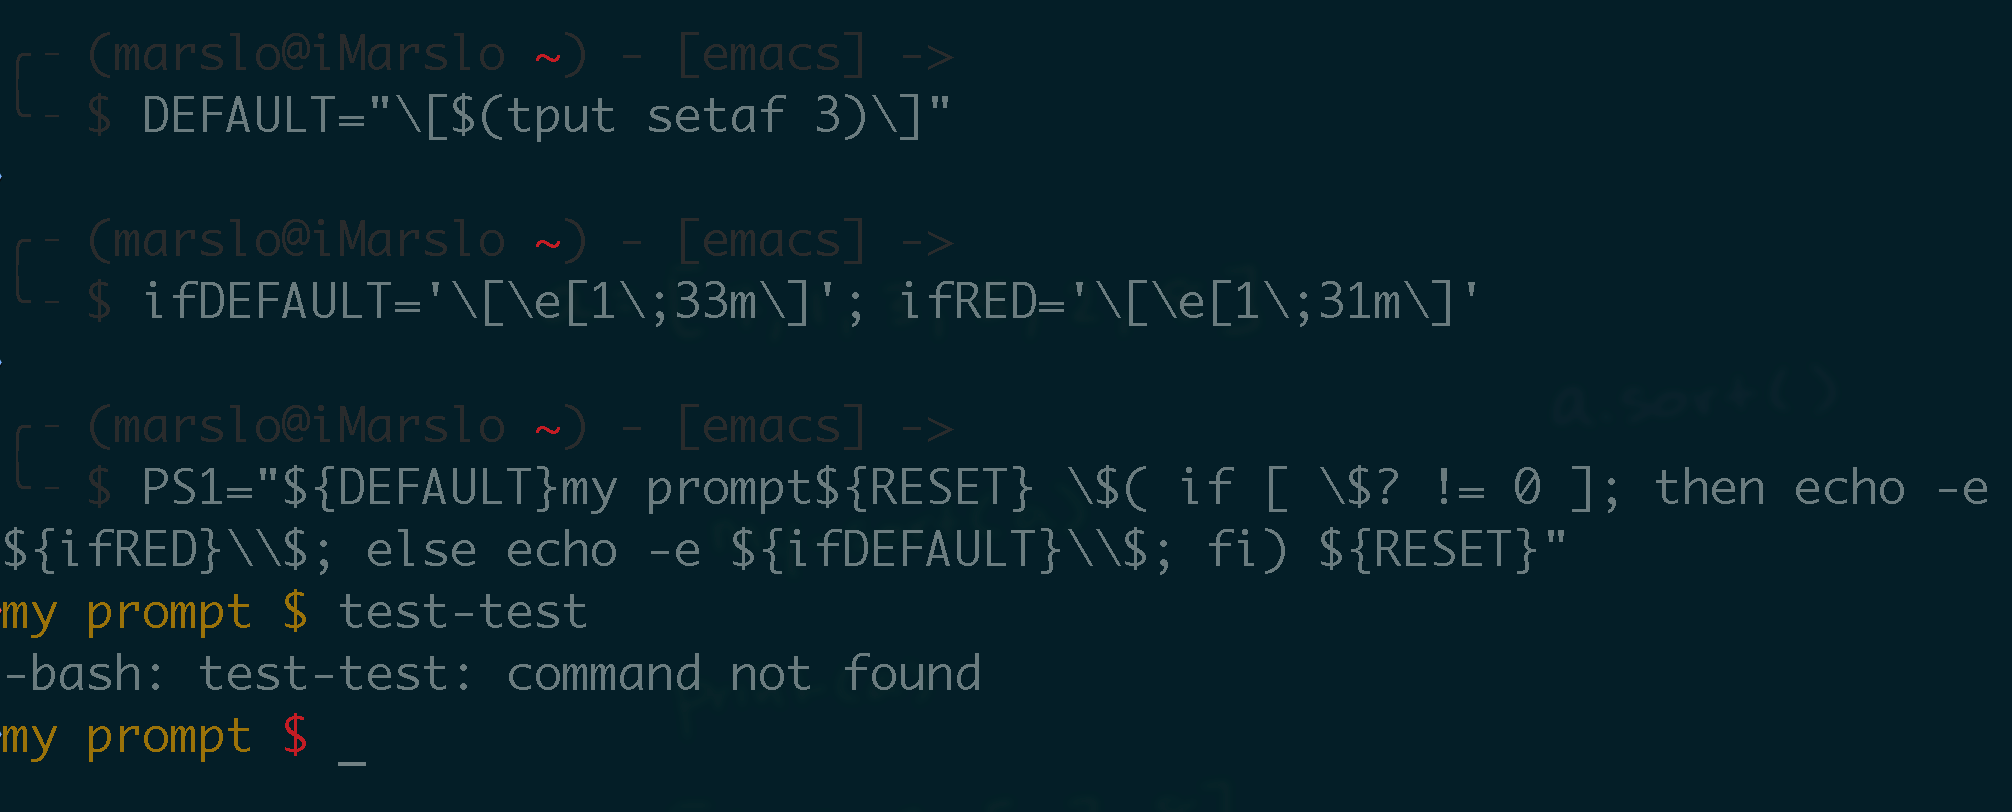 ╭╴- (marslo@iMarslo ~) - [emacs] ->
╰╴- $ DEFAULT="\[$(tput setaf 3)\]"
╭╴- (marslo@iMarslo ~) - [emacs] ->
╰╴- $ ifDEFAULT='\[\e[1\;33m\]'; ifRED='\[\e[1\;31m\]'
a.sort()
╭╴- (marslo@iMarslo ~) - [emacs] ->
╰╴- $ PS1="${DEFAULT}my prompt${RESET} \$( if [ \$? != 0 ]; then echo -e
${ifRED}\\$; else echo -e ${ifDEFAULT}\\$; fi) ${RESET}"
my prompt $ test-test
-bash: test-test: command not found
my prompt $ _